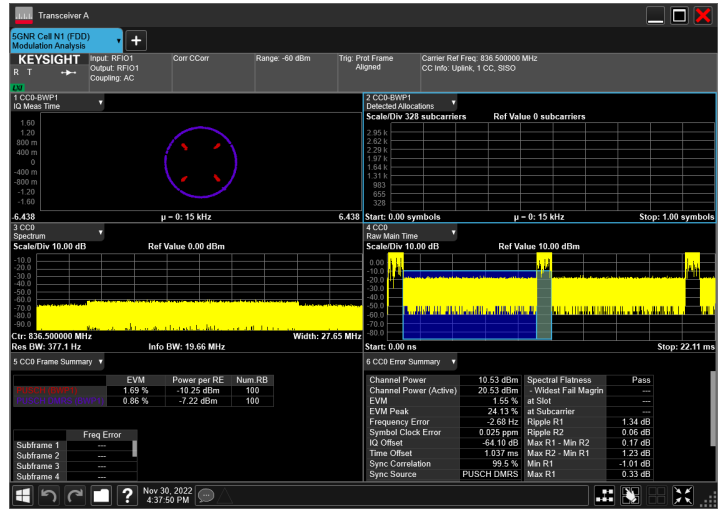 Transceiver A
5GNR Cell N1 (FDD)
Modulation Analysis
KEYSIGHT
R T
LXI
Input: RFIO1
Output: RFIO1
Coupling: AC
Corr CCorr
Range: -60 dBm
Trig: Prot Frame
Aligned
Carrier Ref Freq: 836.500000 MHz
CC Info: Uplink, 1 CC, SISO
1 CC0-BWP1
IQ Meas Time
1.60
1.20
800 m
400 m
0
-400 m
-800 m
-1.20
-1.60
-6.438
μ = 0: 15 kHz
6.438
2 CC0-BWP1
Detected Allocations
Scale/Div 328 subcarriers
Ref Value 0 subcarriers
2.95 k
2.62 k
2.29 k
1.97 k
1.64 k
1.31 k
983
655
328
Start: 0.00 symbols
μ = 0: 15 kHz
Stop: 1.00 symbols
3 CC0
Spectrum
Scale/Div 10.00 dB
Ref Value 0.00 dBm
-10.0
-20.0
-30.0
-40.0
-50.0
-60.0
-70.0
-80.0
-90.0
Ctr: 836.500000 MHz
Width: 27.65 MHz
Res BW: 377.1 Hz
Info BW: 19.66 MHz
4 CC0
Raw Main Time
Scale/Div 10.00 dB
Ref Value 10.00 dBm
0.00
-10.0
-20.0
-30.0
-40.0
-50.0
-60.0
-70.0
-80.0
Start: 0.00 ns
Stop: 22.11 ms
5 CC0 Frame Summary
EVM Power per RE Num.RB
1.69 % -10.25 dBm 100
0.86 % -7.22 dBm 100
Freq Error
Subframe 1 ---
Subframe 2 ---
Subframe 3 ---
Subframe 4 ---
6 CC0 Error Summary
Channel Power 10.53 dBm Spectral Flatness Pass
Channel Power (Active) 20.53 dBm - Widest Fail Magrin ---
EVM 1.55 % at Slot ---
EVM Peak 24.13 % at Subcarrier ---
Frequency Error -2.68 Hz Ripple R1 1.34 dB
Symbol Clock Error 0.025 ppm Ripple R2 0.06 dB
IQ Offset -64.10 dB Max R1 - Min R2 0.17 dB
Time Offset 1.037 ms Max R2 - Min R1 1.23 dB
Sync Correlation 99.5 % Min R1 -1.01 dB
Sync Source PUSCH DMRS Max R1 0.33 dB
Nov 30, 2022
4:37:50 PM